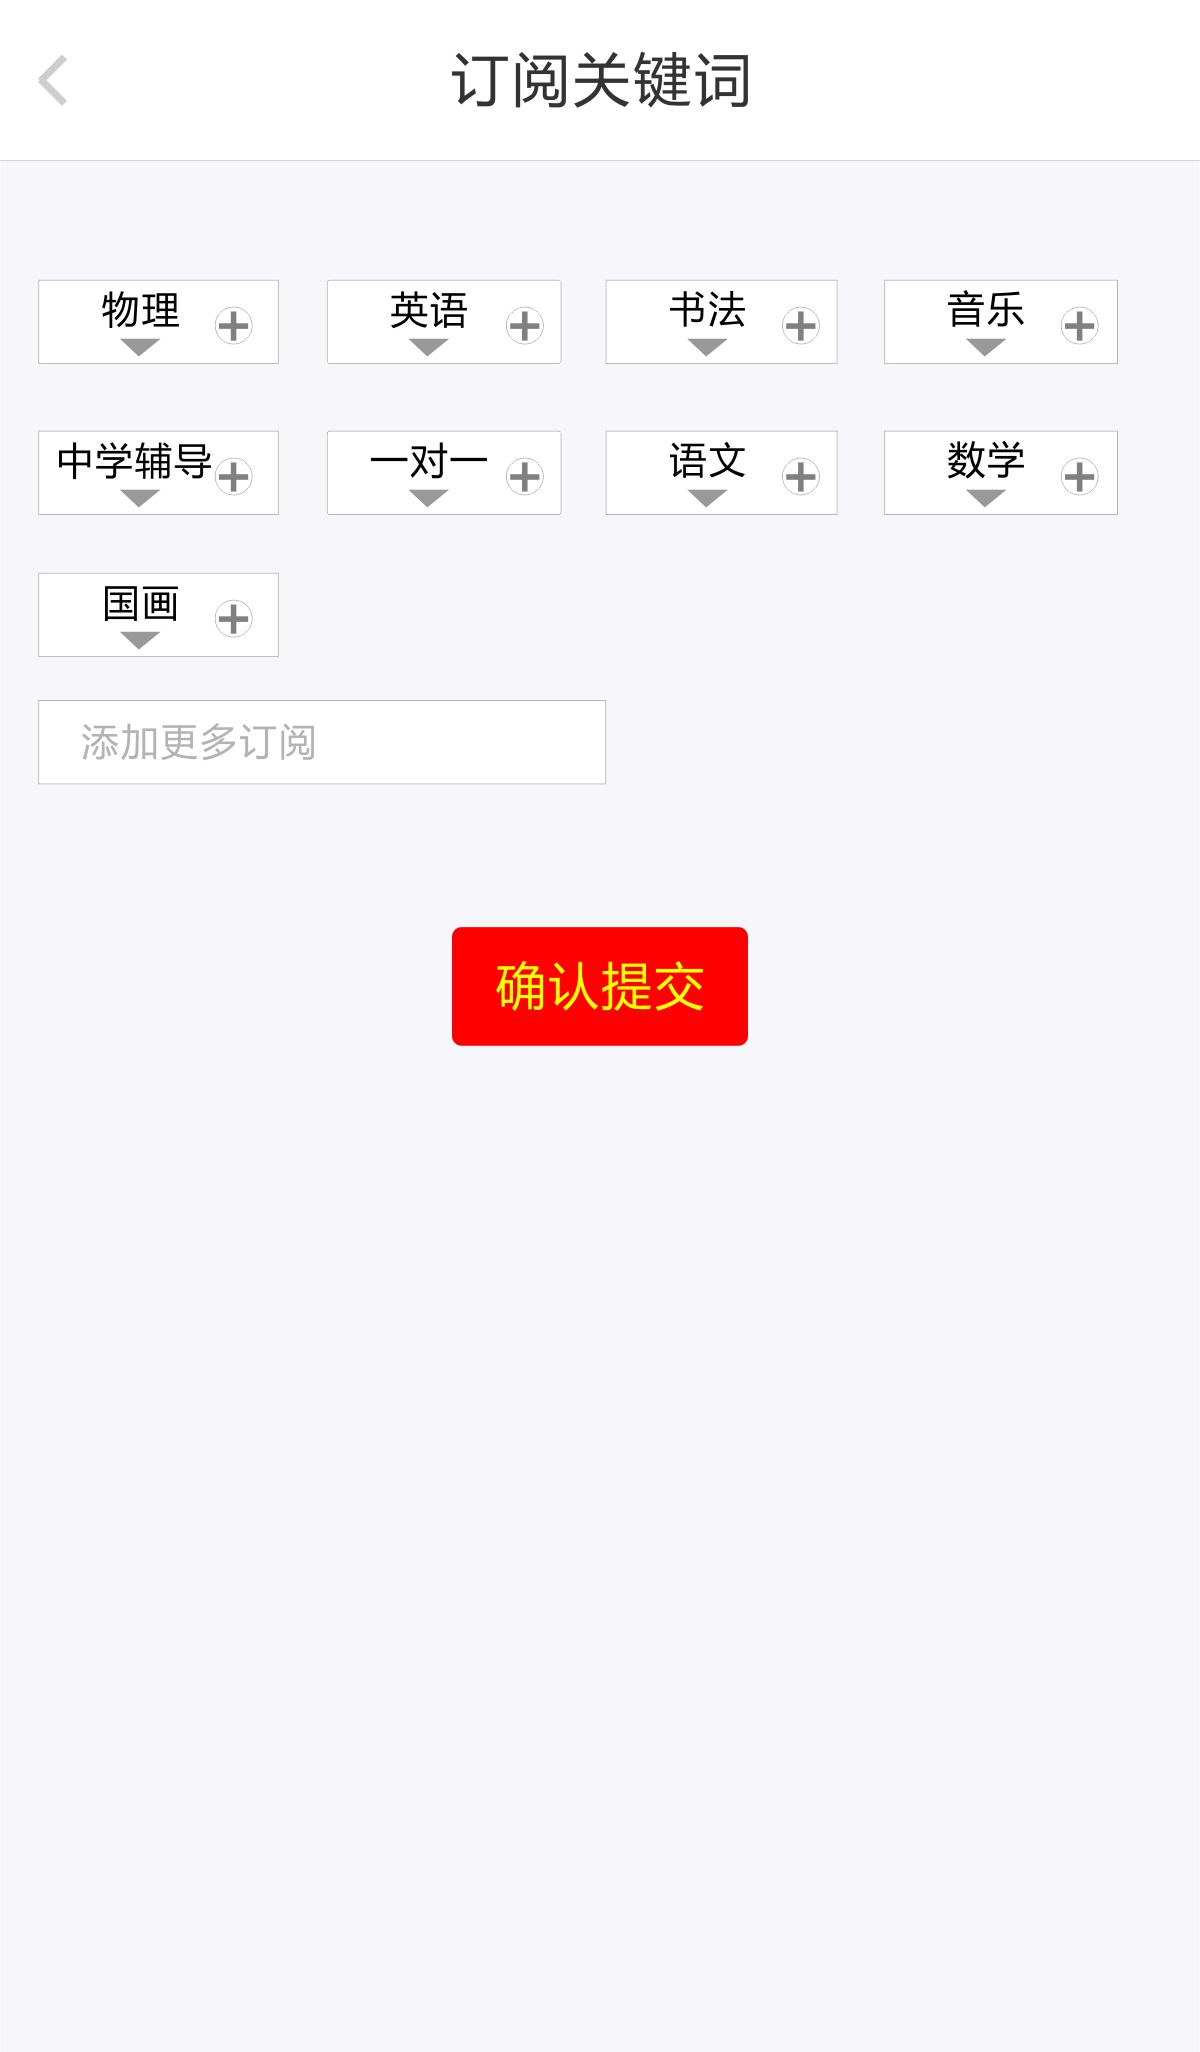 订阅关键词
物理 英语 书法 音乐
中学辅导 一对一 语文 数学
国画
添加更多订阅
确认提交